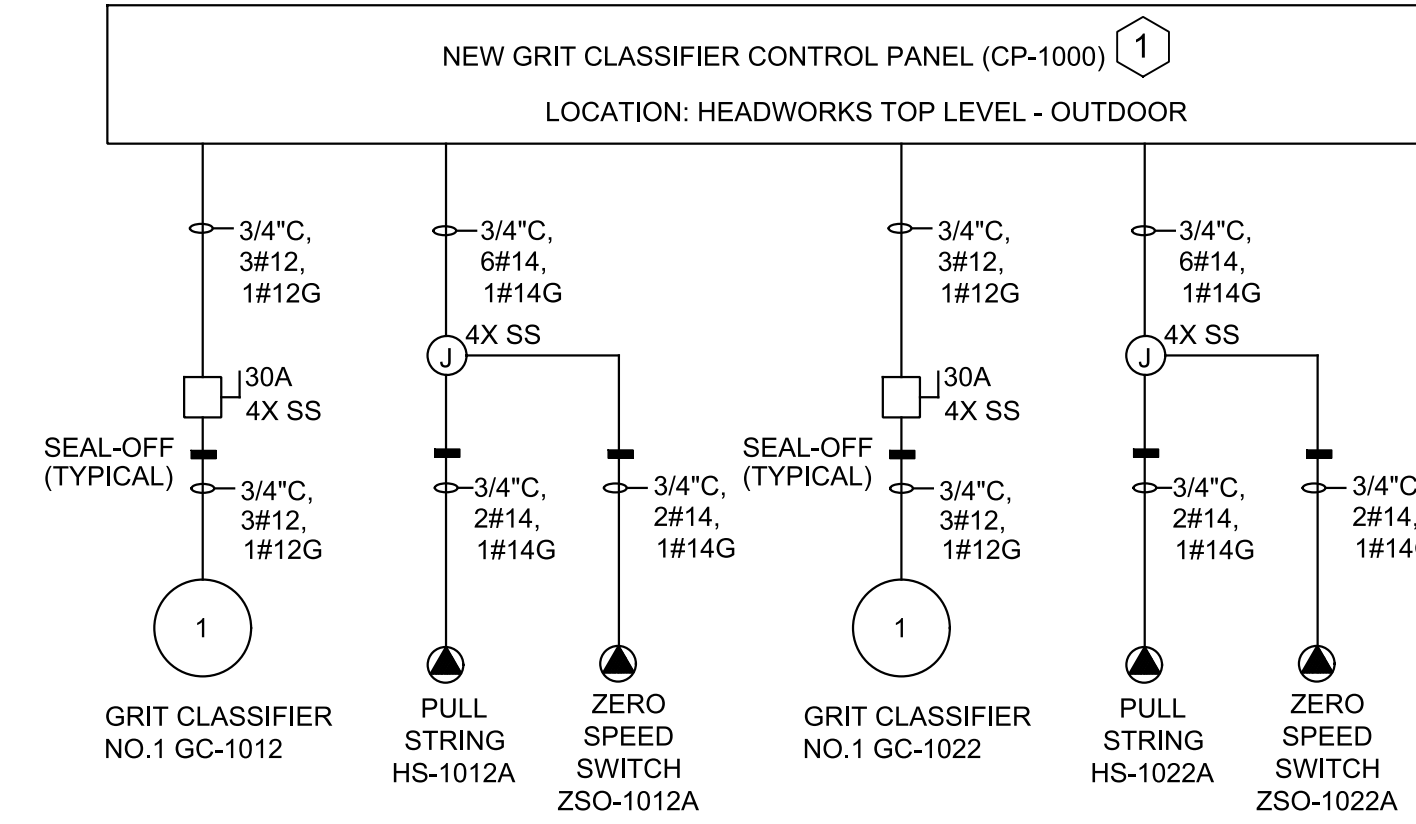 NEW GRIT CLASSIFIER CONTROL PANEL (CP-1000)
1
LOCATION: HEADWORKS TOP LEVEL - OUTDOOR
3/4"C,
3#12,
1#12G
3/4"C,
6#14,
1#14G
3/4"C,
3#12,
1#12G
3/4"C,
6#14,
1#14G
4X SS
J
4X SS
J
30A
4X SS
30A
4X SS
SEAL-OFF
(TYPICAL)
SEAL-OFF
(TYPICAL)
3/4"C,
3#12,
1#12G
3/4"C,
2#14,
1#14G
3/4"C,
2#14,
1#14G
3/4"C,
3#12,
1#12G
3/4"C,
2#14,
1#14G
3/4"C
2#14,
1#14G
1
GRIT CLASSIFIER
NO.1 GC-1012
PULL
STRING
HS-1012A
ZERO
SPEED
SWITCH
ZSO-1012A
1
GRIT CLASSIFIER
NO.1 GC-1022
PULL
STRING
HS-1022A
ZERO
SPEED
SWITCH
ZSO-1022A